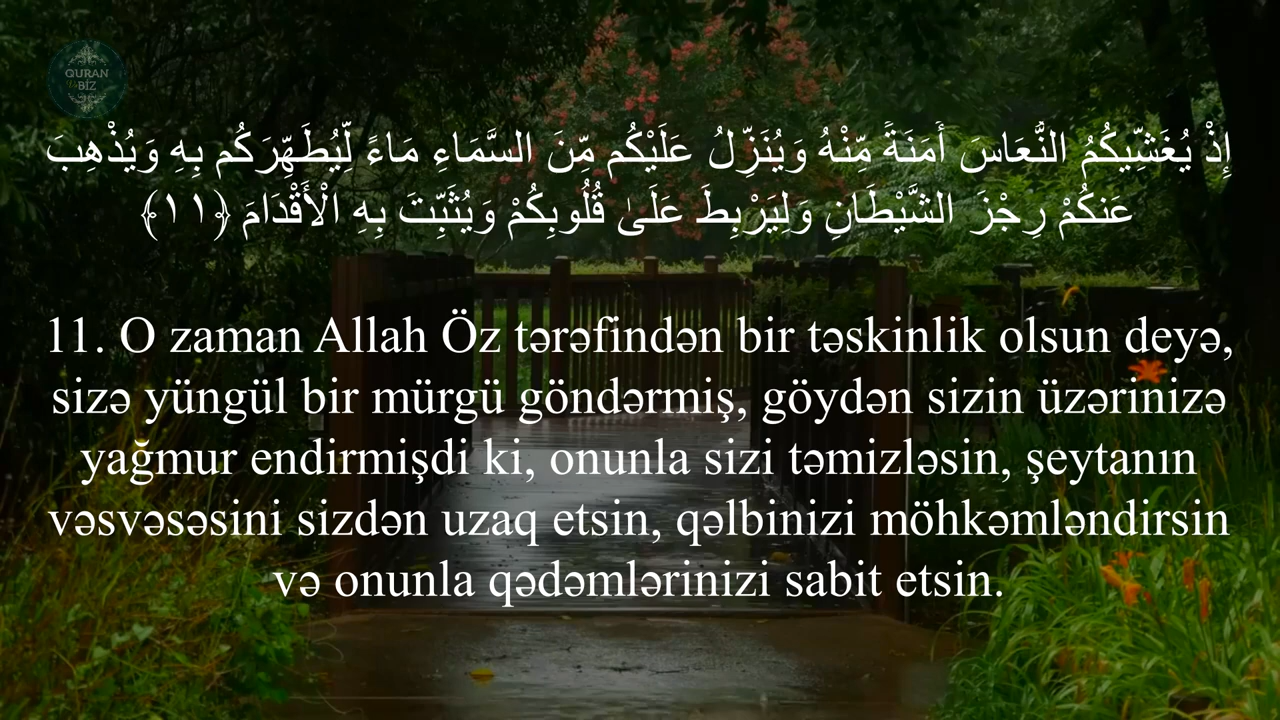 QURAN
BİZ
إِذْ يُغَشِّيكُمُ النُّعَاسَ أَمَنَةً مِّنْهُ وَيُنَزِّلُ عَلَيْكُم مِّنَ السَّمَاءِ مَاءً لِّيُطَهِّرَكُم بِهِ وَيُذْهِبَ
عَنكُمْ رِجْزَ الشَّيْطَانِ وَلِيَرْبِطَ عَلَىٰ قُلُوبِكُمْ وَيُثَبِّتَ بِهِ الْأَقْدَامَ ﴿١١﴾
11. O zaman Allah Öz tərəfindən bir təskinlik olsun deyə,
sizə yüngül bir mürgü göndərmiş, göydən sizin üzərinizə
yağmur endirmişdi ki, onunla sizi təmizləsin, şeytanın
vəsvəsəsini sizdən uzaq etsin, qəlbinizi möhkəmləndirsin
və onunla qədəmlərinizi sabit etsin.